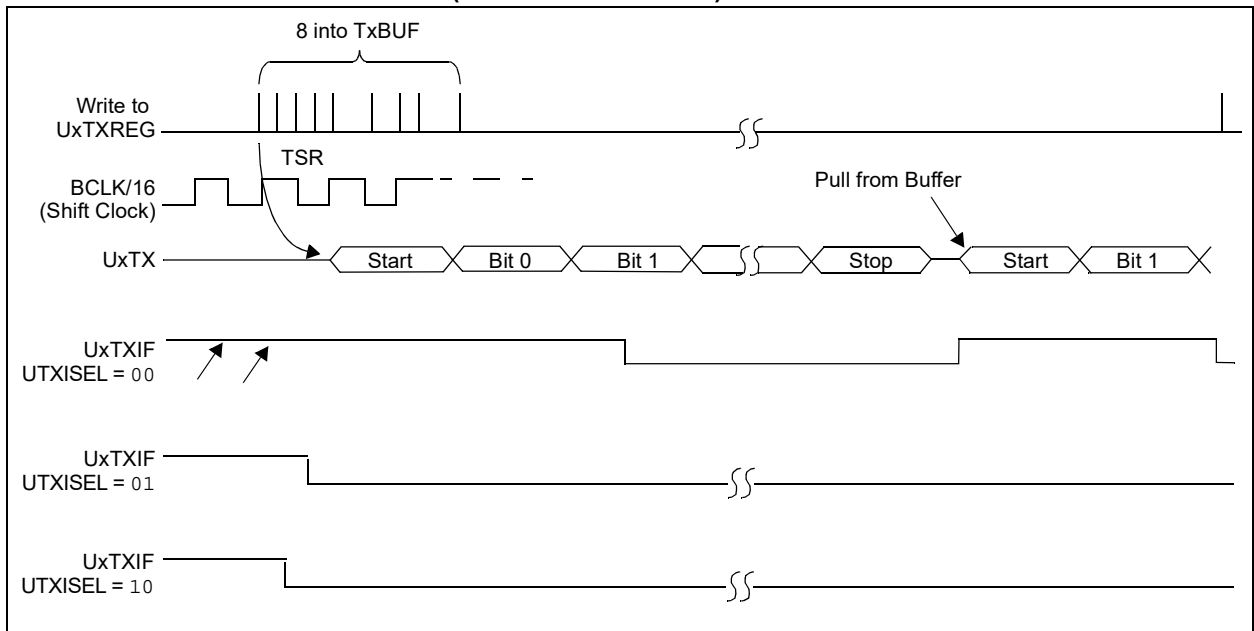 8 into TxBUF
Write to
UxTXREG
TSR
BCLK/16
(Shift Clock)
Pull from Buffer
UxTX
Start
Bit 0
Bit 1
Stop
Start
Bit 1
UxTXIF
UTXISEL = 00
UxTXIF
UTXISEL = 01
UxTXIF
UTXISEL = 10